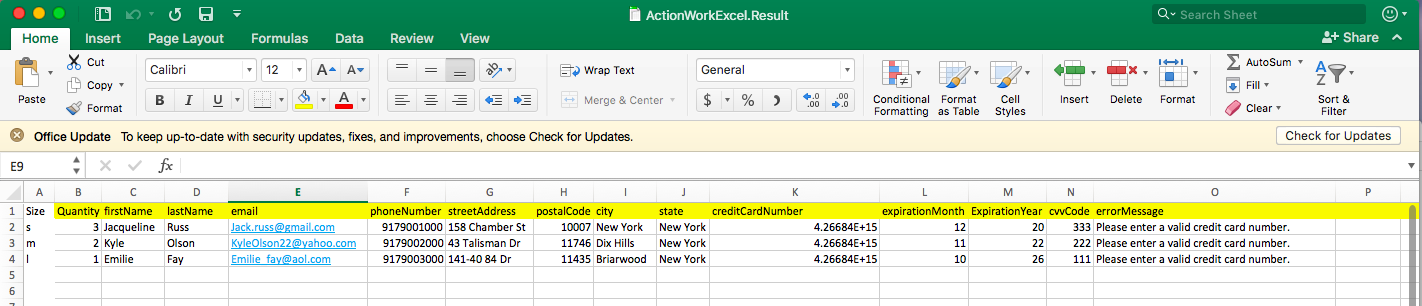 ActionWorkExcel.Result
Search Sheet
Home Insert Page Layout Formulas Data Review View Share
Cut Calibri 12 A A Wrap Text General AutoSum
Copy Fill
Paste Format B I U A Merge & Center $ % .0 .00 .00 .0 Conditional Formatting Format as Table Cell Styles Insert Delete Format Clear Sort & Filter
Office Update To keep up-to-date with security updates, fixes, and improvements, choose Check for Updates. Check for Updates
E9 fx
A B C D E F G H I J K L M N O P
1 Size Quantity firstName lastName email phoneNumber streetAddress postalCode city state creditCardNumber expirationMonth ExpirationYear cvvCode errorMessage
2 s 3 Jacqueline Russ Jack.russ@gmail.com 9179001000 158 Chamber St 10007 New York New York 4.26684E+15 12 20 333 Please enter a valid credit card number.
3 m 2 Kyle Olson KyleOlson22@yahoo.com 9179002000 43 Talisman Dr 11746 Dix Hills New York 4.26684E+15 11 22 222 Please enter a valid credit card number.
4 l 1 Emilie Fay Emilie_fay@aol.com 9179003000 141-40 84 Dr 11435 Briarwood New York 4.26684E+15 10 26 111 Please enter a valid credit card number.
5
6